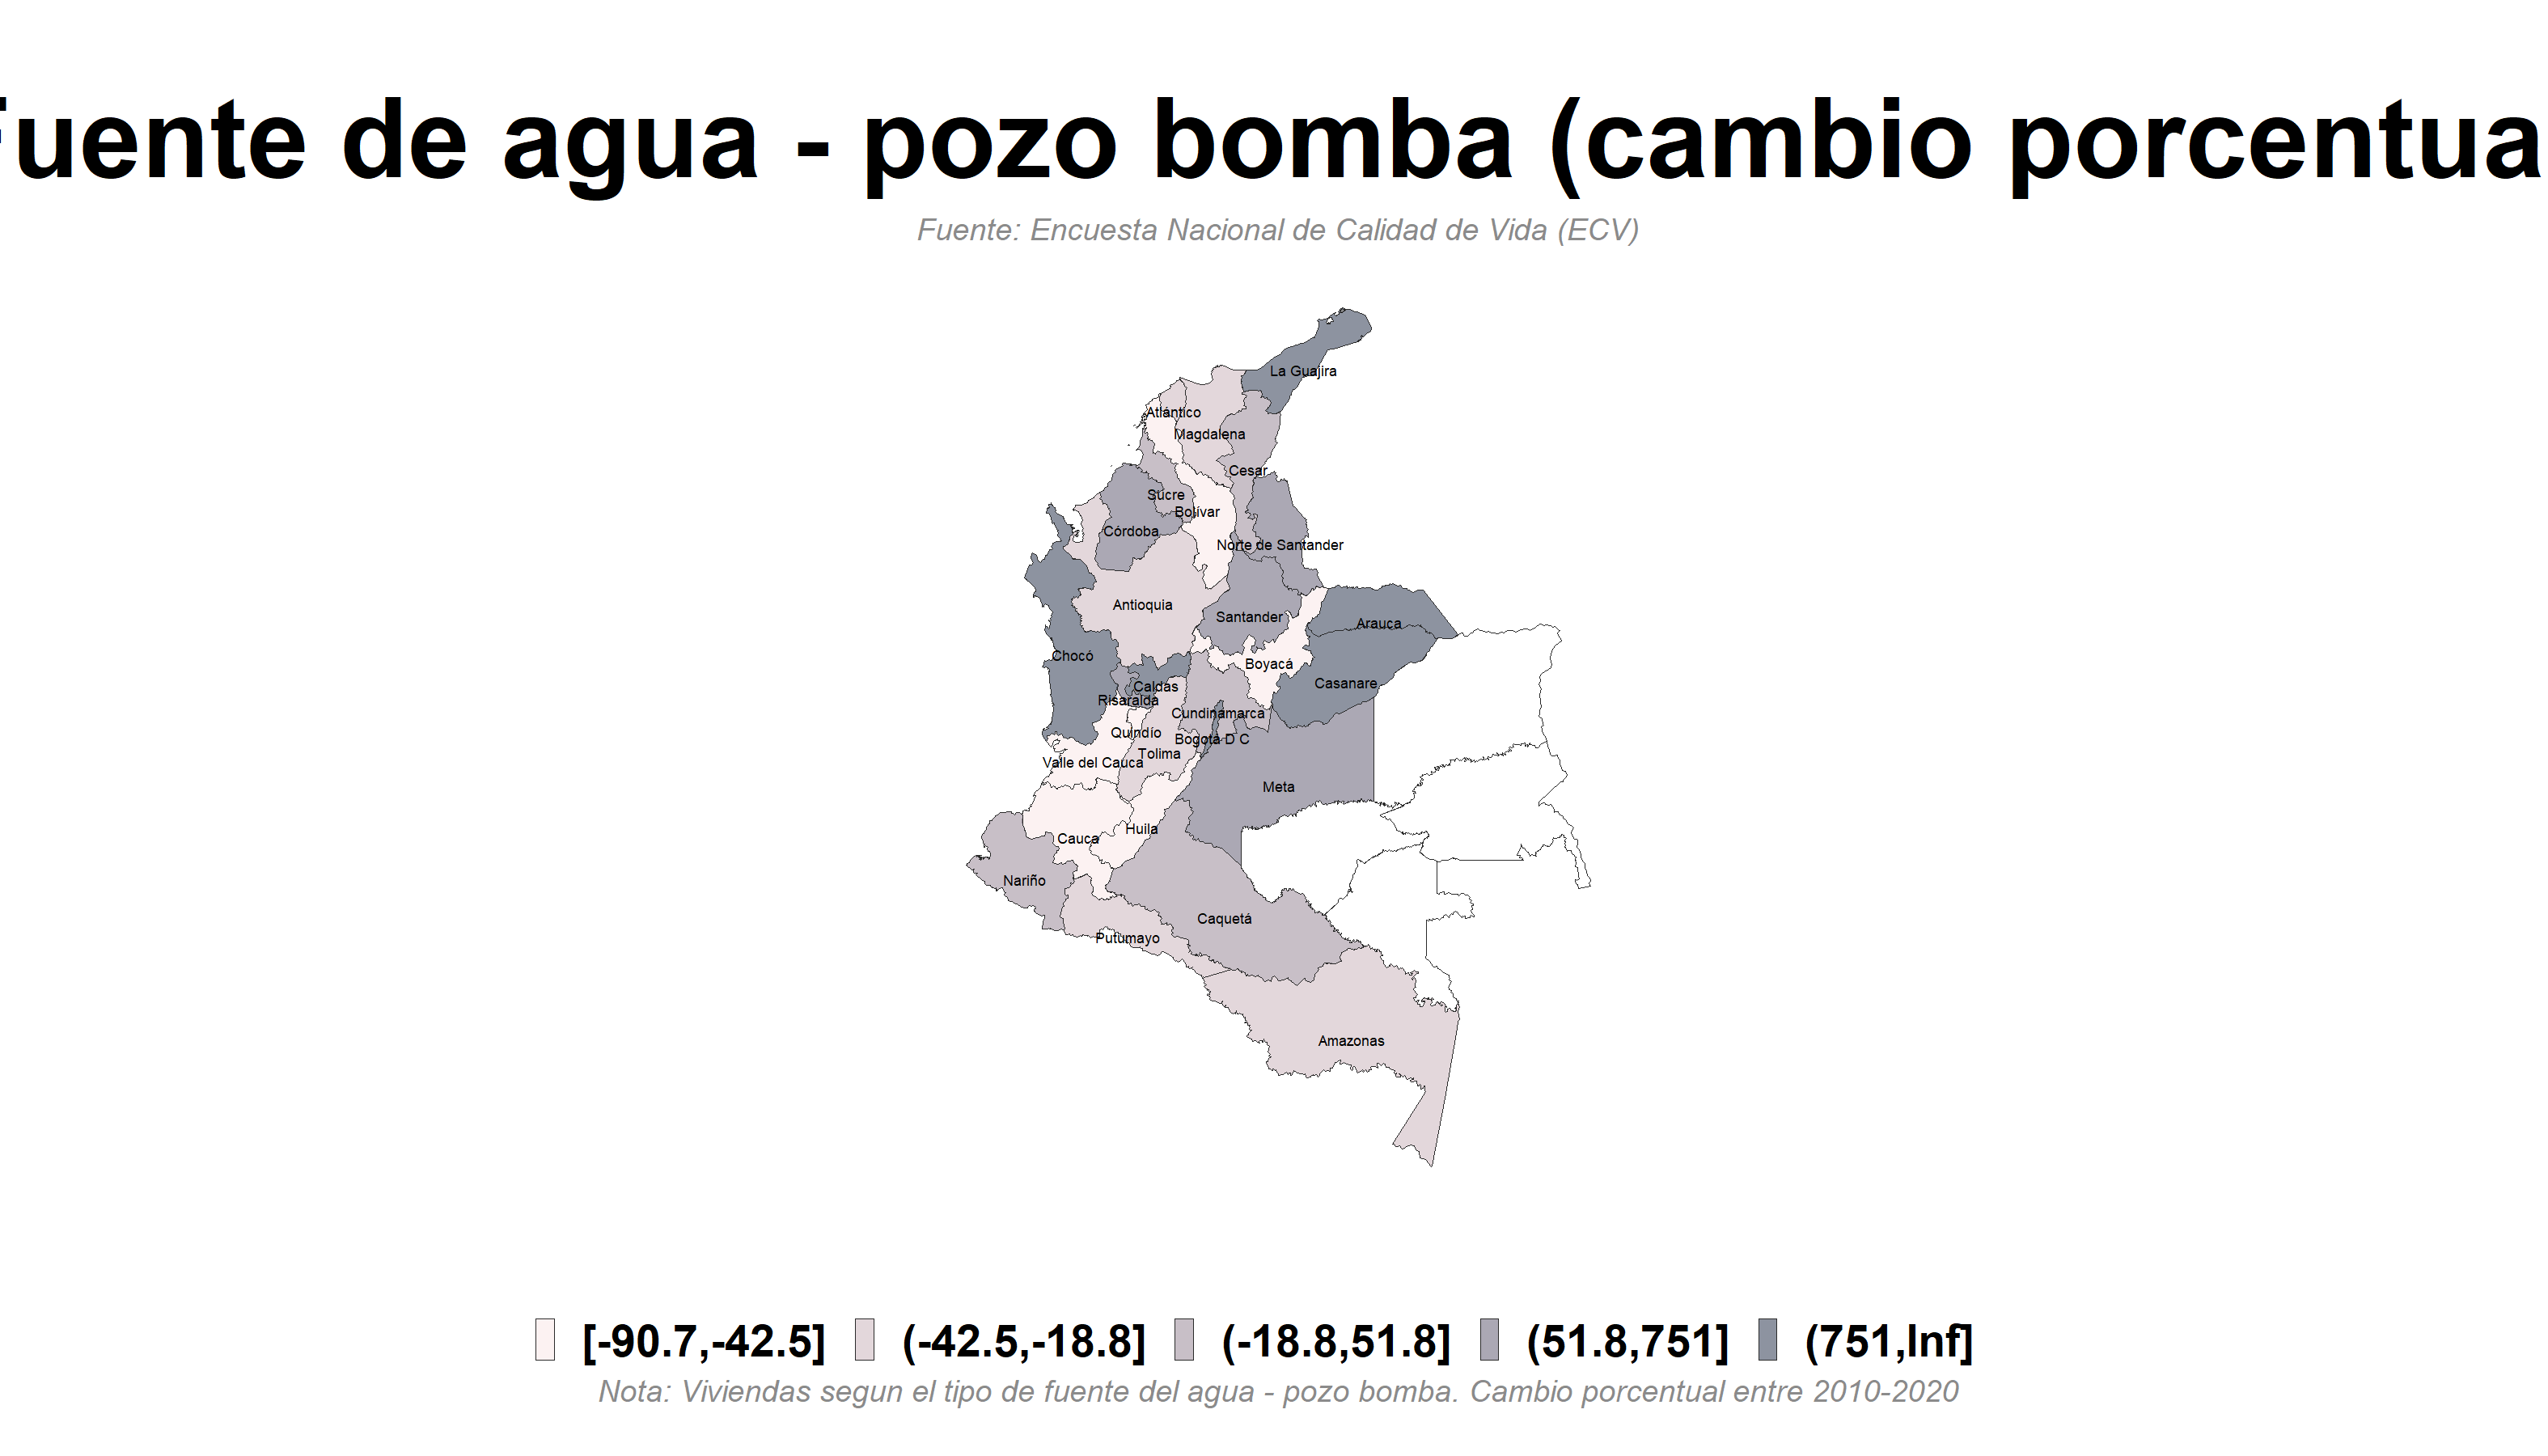 Fuente de agua - pozo bomba (cambio porcentua
Fuente: Encuesta Nacional de Calidad de Vida (ECV)
La Guajira
Atlántico
Magdalena
Cesar
Sucre
Bolívar
Córdoba
Norte de Santander
Antioquia
Santander
Arauca
Chocó
Boyacá
Casanare
Caldas
Risaralda
Cundinamarca
Quindío
Bogotá D C
Tolima
Valle del Cauca
Meta
Huila
Cauca
Nariño
Caquetá
Putumayo
Amazonas
[-90.7,-42.5] (-42.5,-18.8] (-18.8,51.8] (51.8,751] (751,Inf]
Nota: Viviendas segun el tipo de fuente del agua - pozo bomba. Cambio porcentual entre 2010-2020